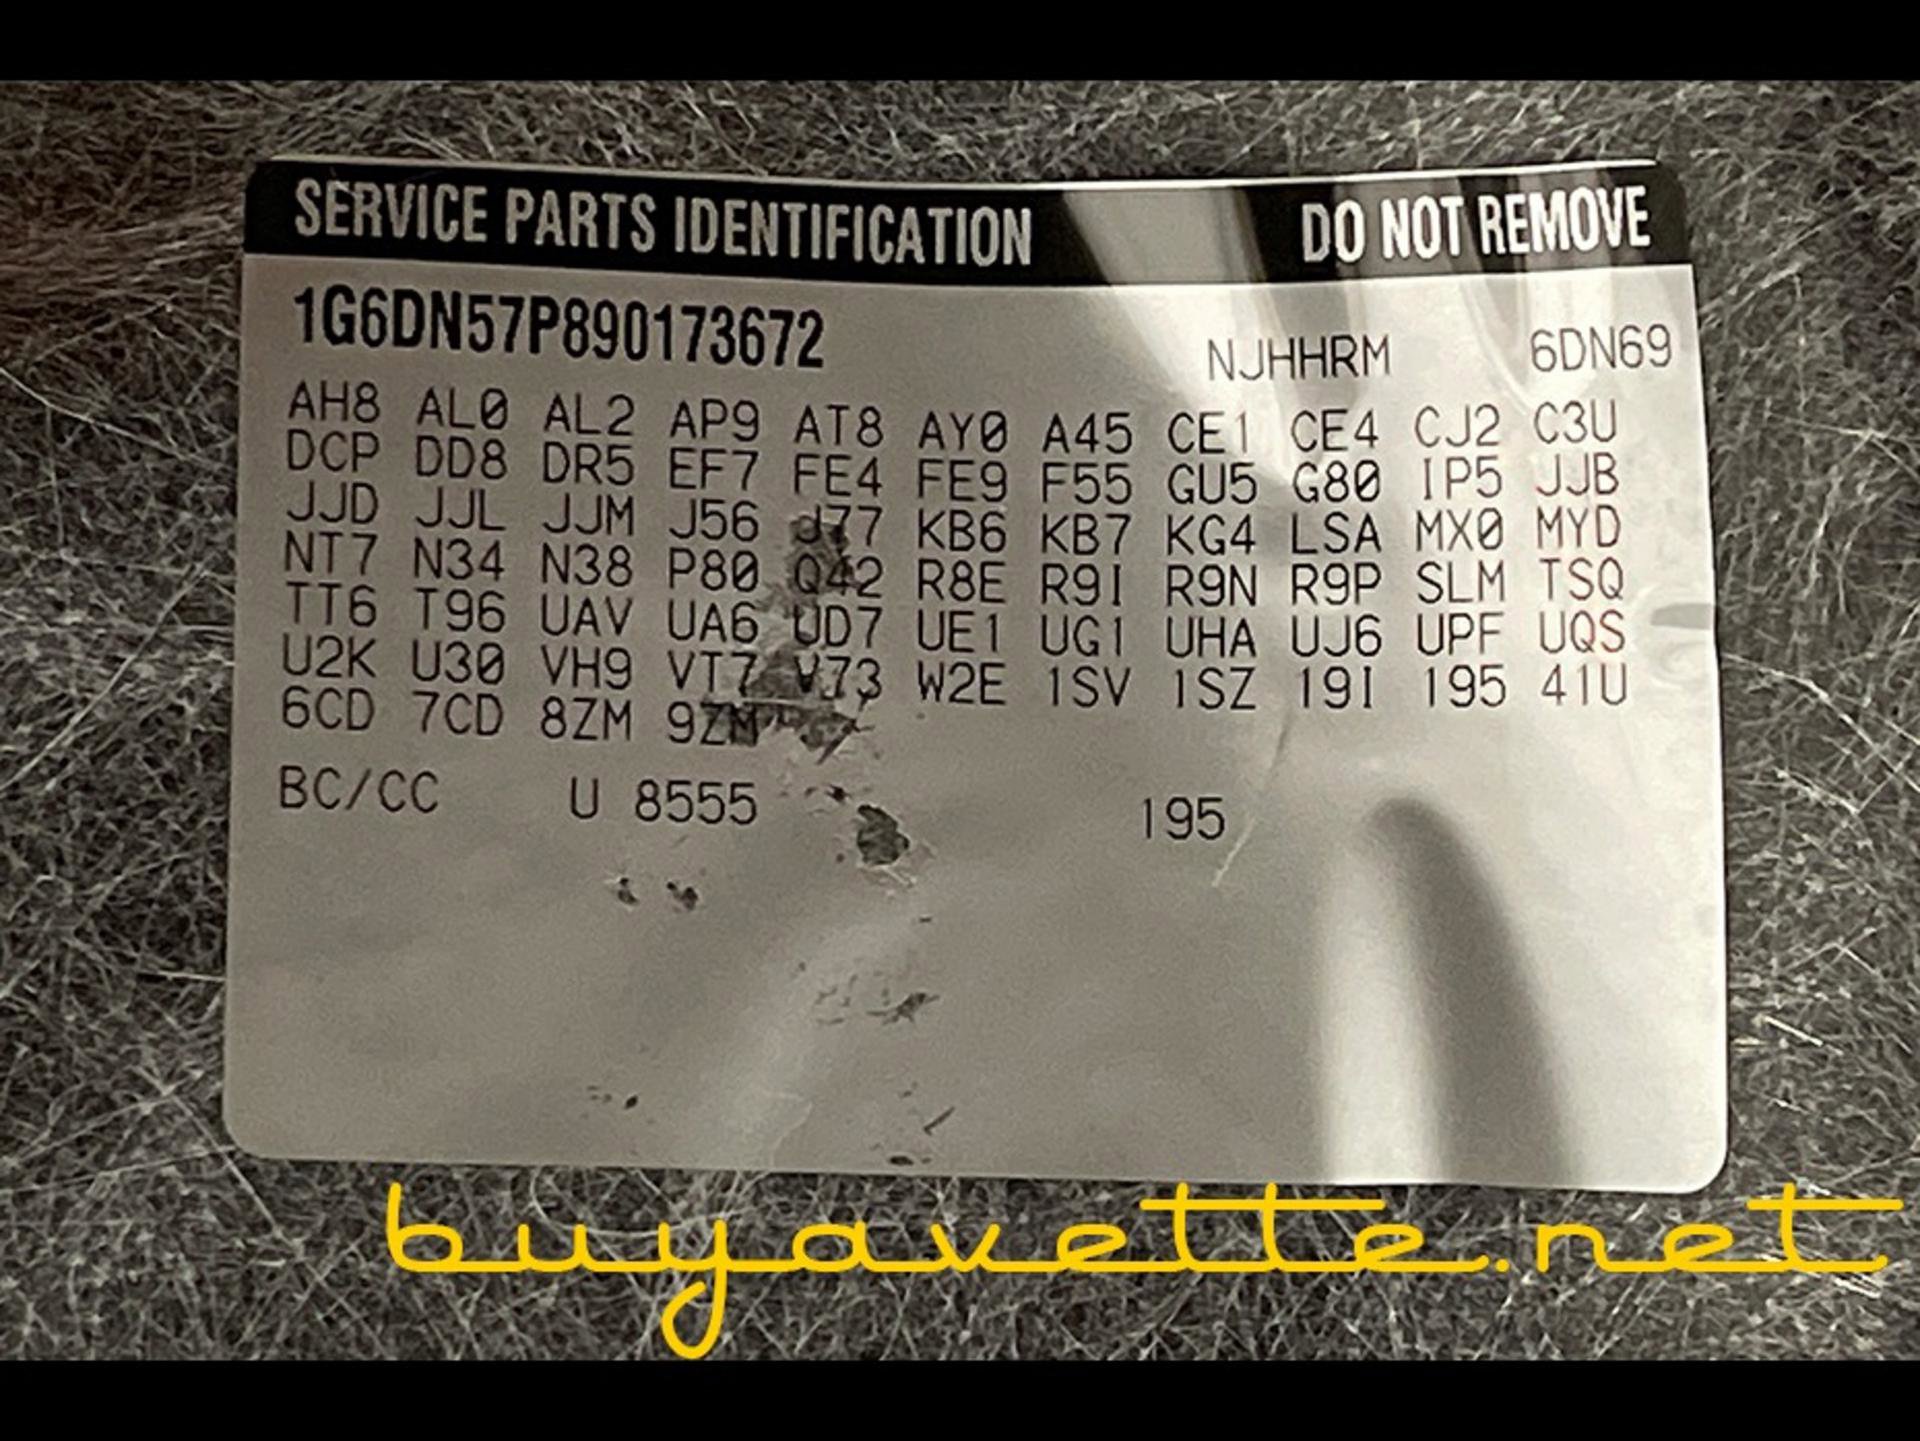 SERVICE PARTS IDENTIFICATION DO NOT REMOVE
1G6DN57P890173672 NJHHRM 6DN69
AH8 AL0 AL2 AP9 AT8 AY0 A45 CE1 CE4 CJ2 C3U
DCP DD8 DR5 EF7 FE4 FE9 F55 GU5 G80 IP5 JJB
JJD JJL JJM J56 J77 KB6 KB7 KG4 LSA MX0 MYD
NT7 N34 N38 P80 Q42 R8E R9I R9N R9P SLM TSQ
TT6 T96 UAV UA6 UD7 UE1 UG1 UHA UJ6 UPF UQS
U2K U30 VH9 VT7 V73 W2E 1SV 1SZ 19I 195 41U
6CD 7CD 8ZM 9ZM
BC/CC U 8555 195
buyavette.net